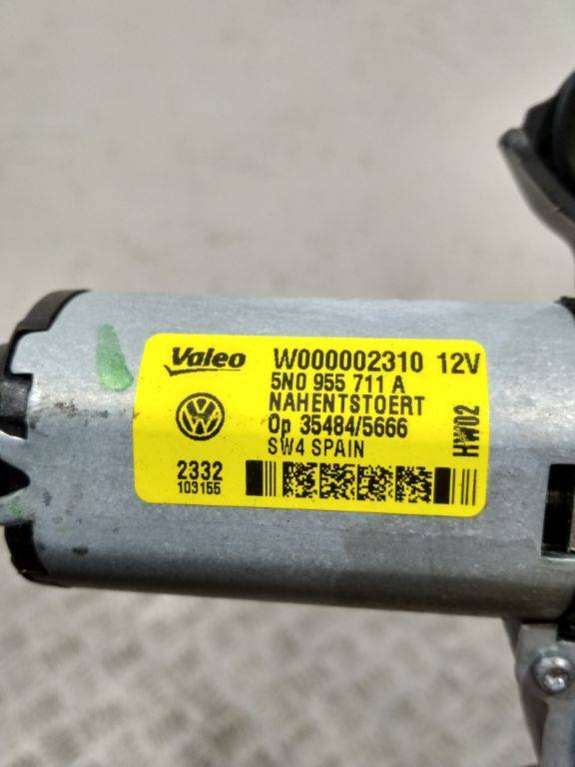 Valeo W000002310 12V
5N0 955 711 A
NAHENTSTOERT
Op 35484/5666
SW4 SPAIN
HW02
2332
103155